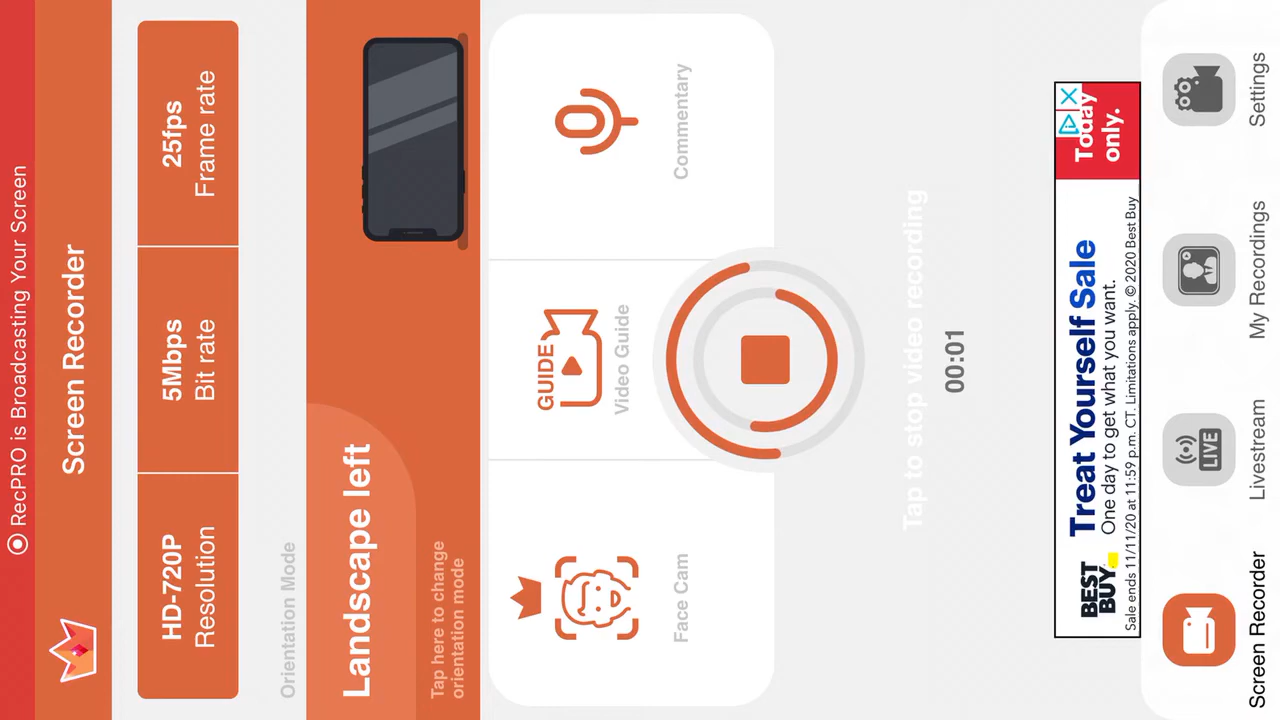 RecPRO is Broadcasting Your Screen
Screen Recorder
HD-720P
Resolution
5Mbps
Bit rate
25fps
Frame rate
Orientation Mode
Landscape left
Tap here to change
orientation mode
Face Cam
GUIDE
Video Guide
Commentary
Tap to stop video recording
00:01
BEST
BUY
Treat Yourself Sale
One day to get what you want.
Sale ends 11/11/20 at 11:59 p.m. CT. Limitations apply. © 2020 Best Buy
Today
only.
LIVE
Screen Recorder
Livestream
My Recordings
Settings